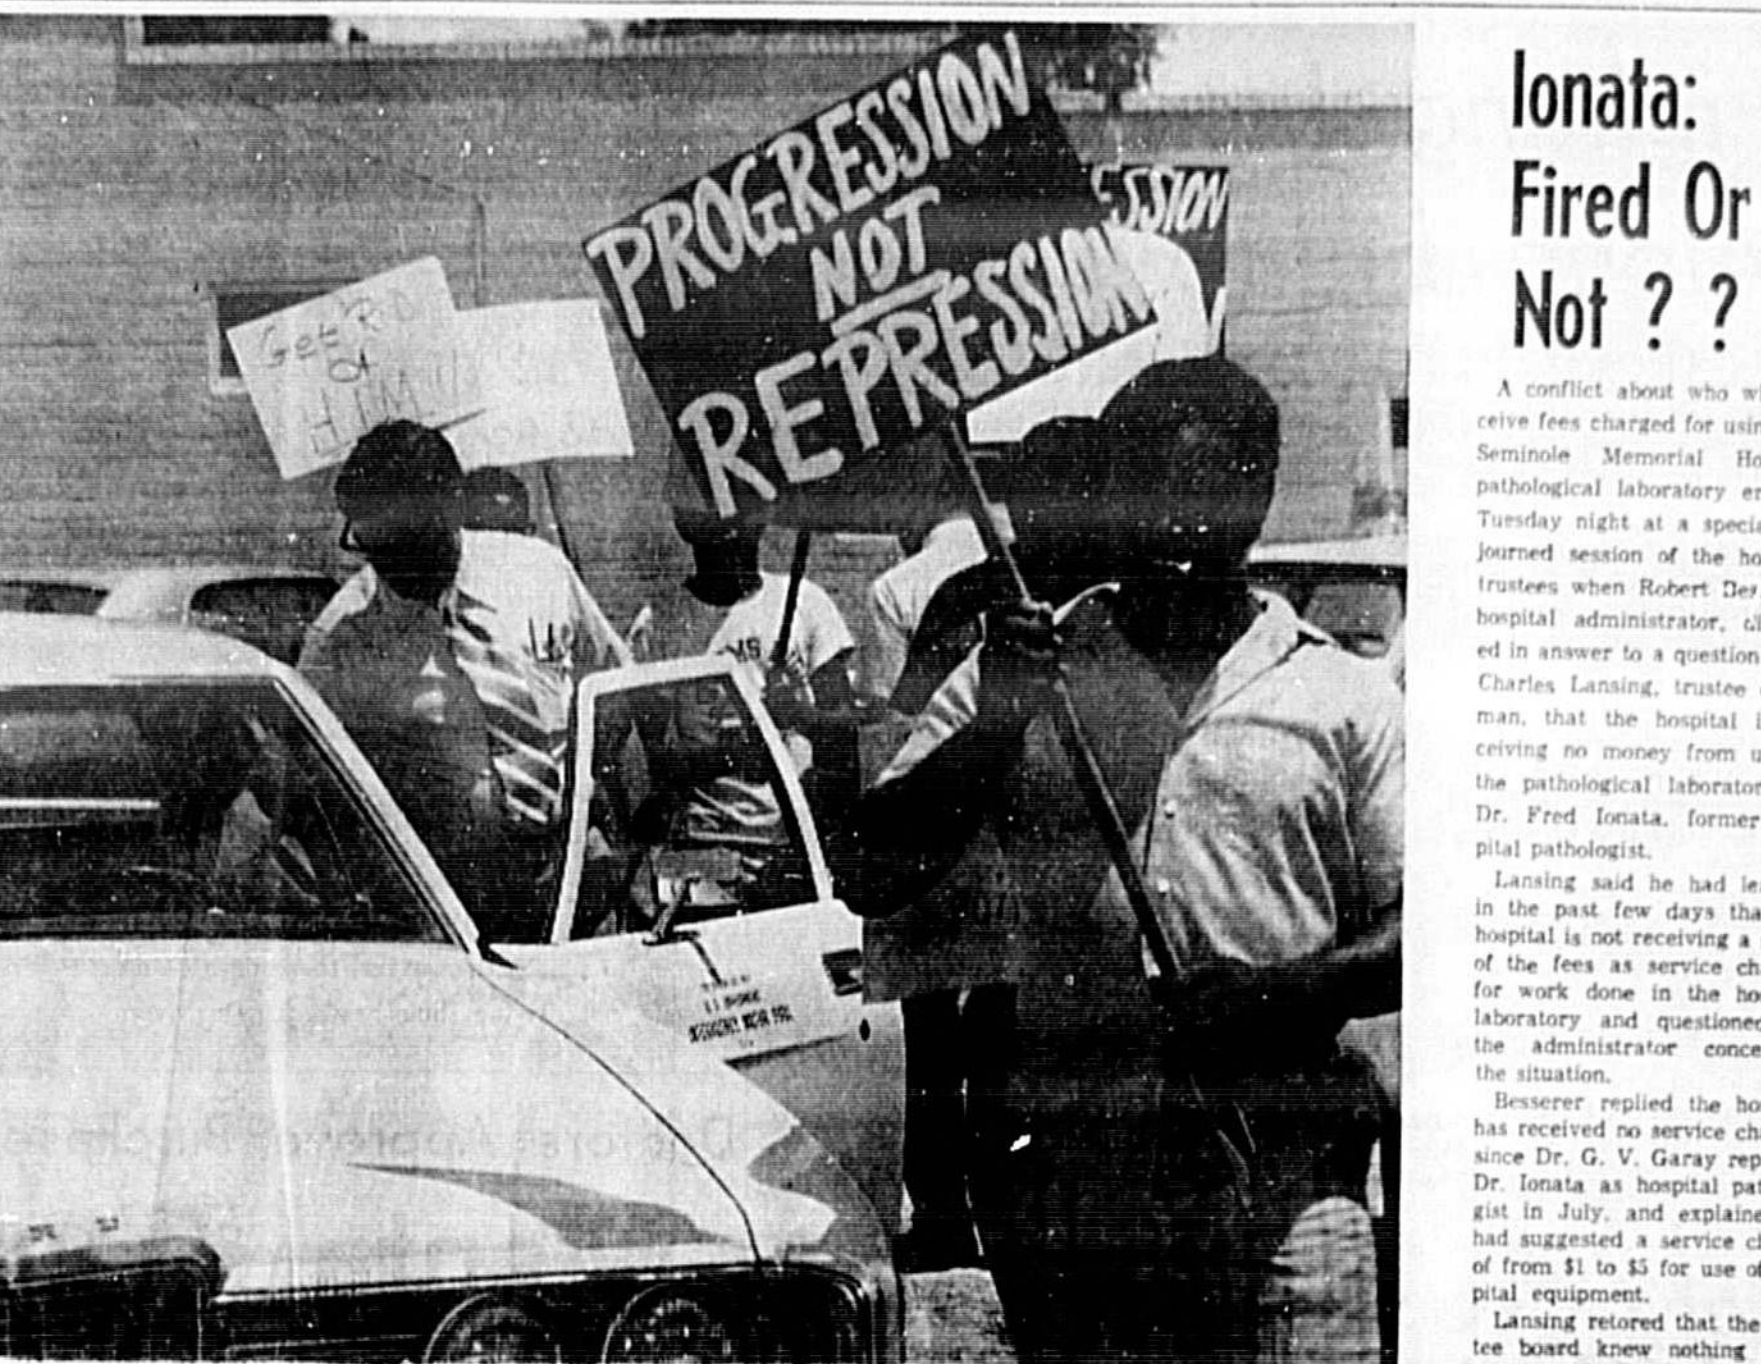 PROGRESSION
NOT
REPRESSION
ESSION
Get RID
of
HIM!!
Ionata:
Fired Or
Not ? ?
A conflict about who wi
ceive fees charged for usin
Seminole Memorial Ho
pathological laboratory er
Tuesday night at a specia
journed session of the ho
trustees when Robert Bes
hospital administrator,
ed in answer to a question
Charles Lansing, trustee
man, that the hospital i
ceiving no money from u
the pathological laborator
Dr. Fred Ionata, former
pital pathologist.
Lansing said he had le
in the past few days tha
hospital is not receiving a
of the fees as service ch
for work done in the ho
laboratory and questioned
the administrator conce
the situation.
Besserer replied the ho
has received no service ch
since Dr. G. V. Garay rep
Dr. Ionata as hospital pat
gist in July, and explaine
had suggested a service c
of from $1 to $5 for use of
pital equipment.
Lansing retored that the
tee board knew nothing